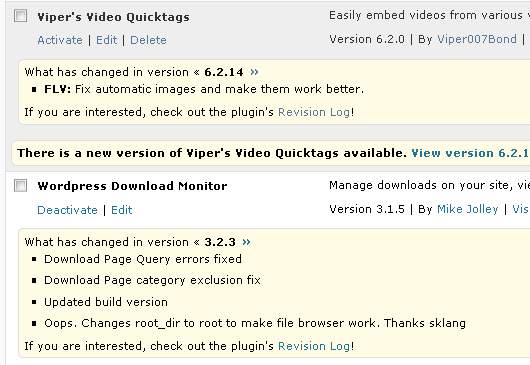 Viper's Video Quicktags
Easily embed videos from various
Activate | Edit | Delete
Version 6.2.0 | By Viper007Bond |
What has changed in version « 6.2.14 »
FLV: Fix automatic images and make them work better.
If you are interested, check out the plugin's Revision Log!
There is a new version of Viper's Video Quicktags available. View version 6.2.1
Wordpress Download Monitor
Manage downloads on your site,
Deactivate | Edit
Version 3.1.5 | By Mike Jolley | Vis
What has changed in version « 3.2.3 »
Download Page Query errors fixed
Download Page category exclusion fix
Updated build version
Oops. Changes root_dir to root to make file browser work. Thanks sklang
If you are interested, check out the plugin's Revision Log!